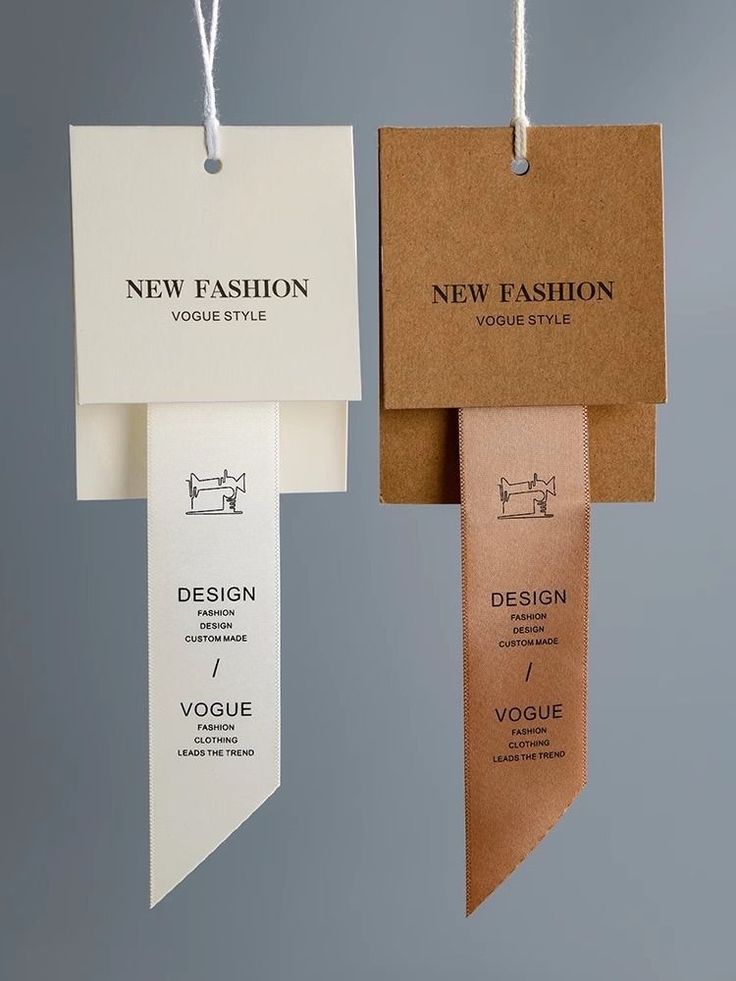 NEW FASHION
VOGUE STYLE
DESIGN
FASHION
DESIGN
CUSTOM MADE
/
VOGUE
FASHION
CLOTHING
LEADS THE TREND
NEW FASHION
VOGUE STYLE
DESIGN
FASHION
DESIGN
CUSTOM MADE
/
VOGUE
FASHION
CLOTHING
LEADS THE TREND